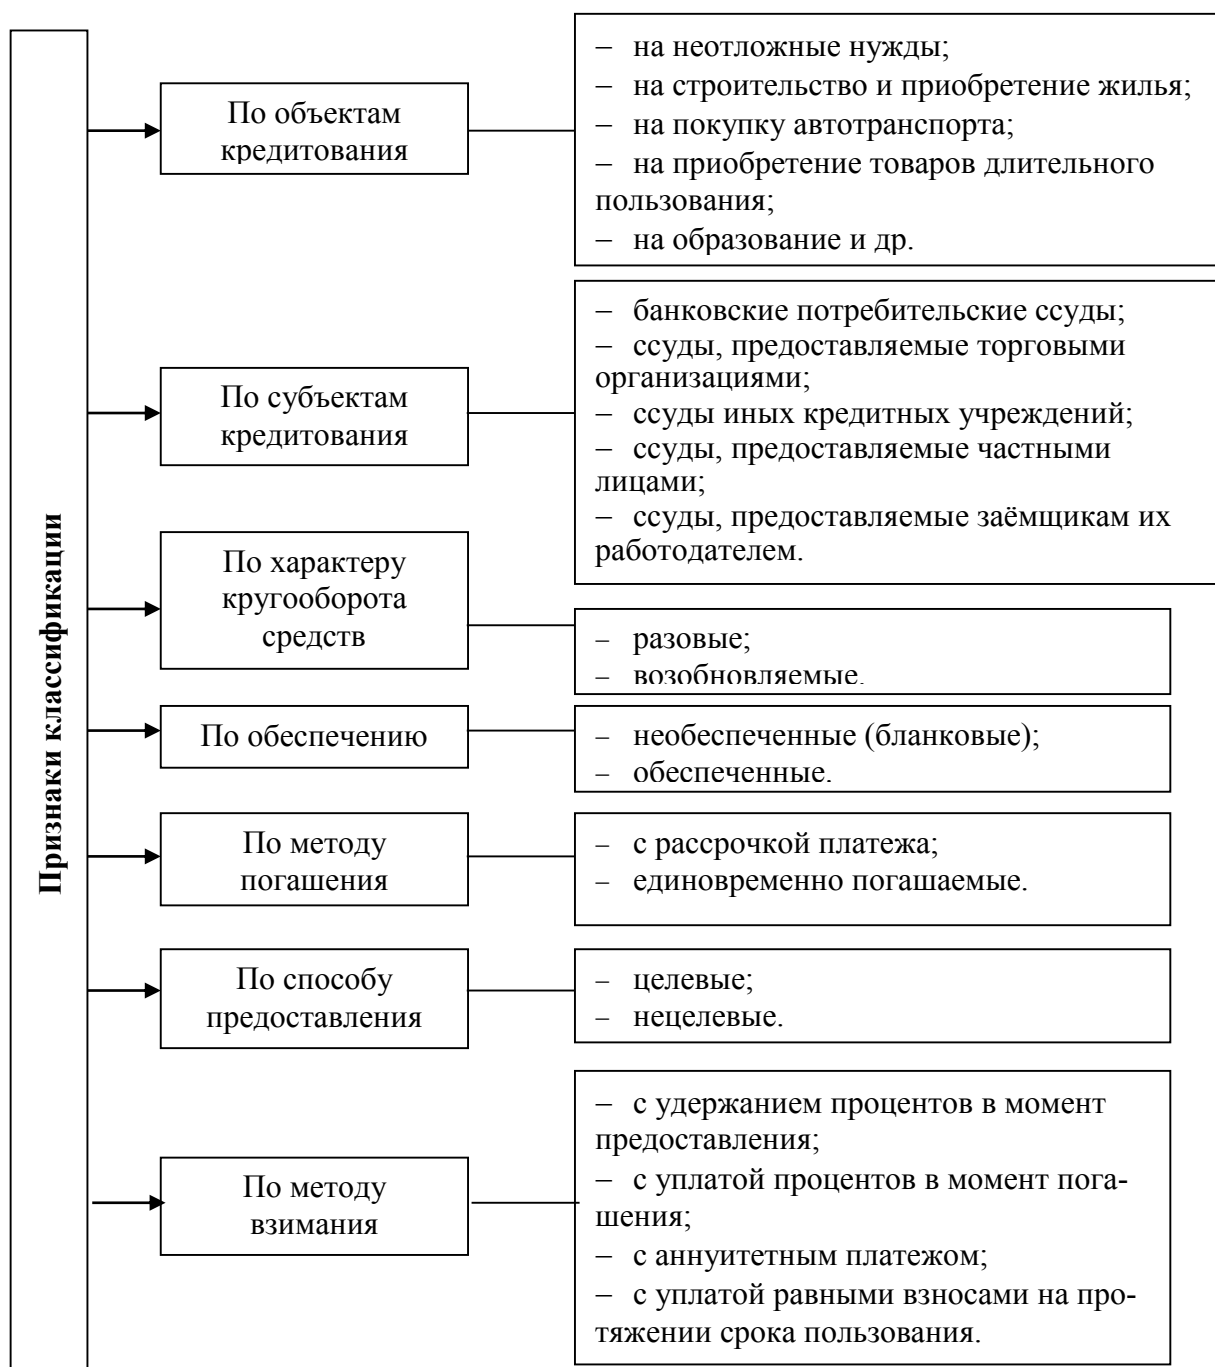 Признаки классификации
По объектам
кредитования
– на неотложные нужды;
– на строительство и приобретение жилья;
– на покупку автотранспорта;
– на приобретение товаров длительного
пользования;
– на образование и др.
По субъектам
кредитования
– банковские потребительские ссуды;
– ссуды, предоставляемые торговыми
организациями;
– ссуды иных кредитных учреждений;
– ссуды, предоставляемые частными
лицами;
– ссуды, предоставляемые заёмщикам их
работодателем.
По характеру
кругооборота
средств
– разовые;
– возобновляемые.
По обеспечению
– необеспеченные (бланковые);
– обеспеченные.
По методу
погашения
– с рассрочкой платежа;
– единовременно погашаемые.
По способу
предоставления
– целевые;
– нецелевые.
По методу
взимания
– с удержанием процентов в момент
предоставления;
– с уплатой процентов в момент пога-
шения;
– с аннуитетным платежом;
– с уплатой равными взносами на про-
тяжении срока пользования.